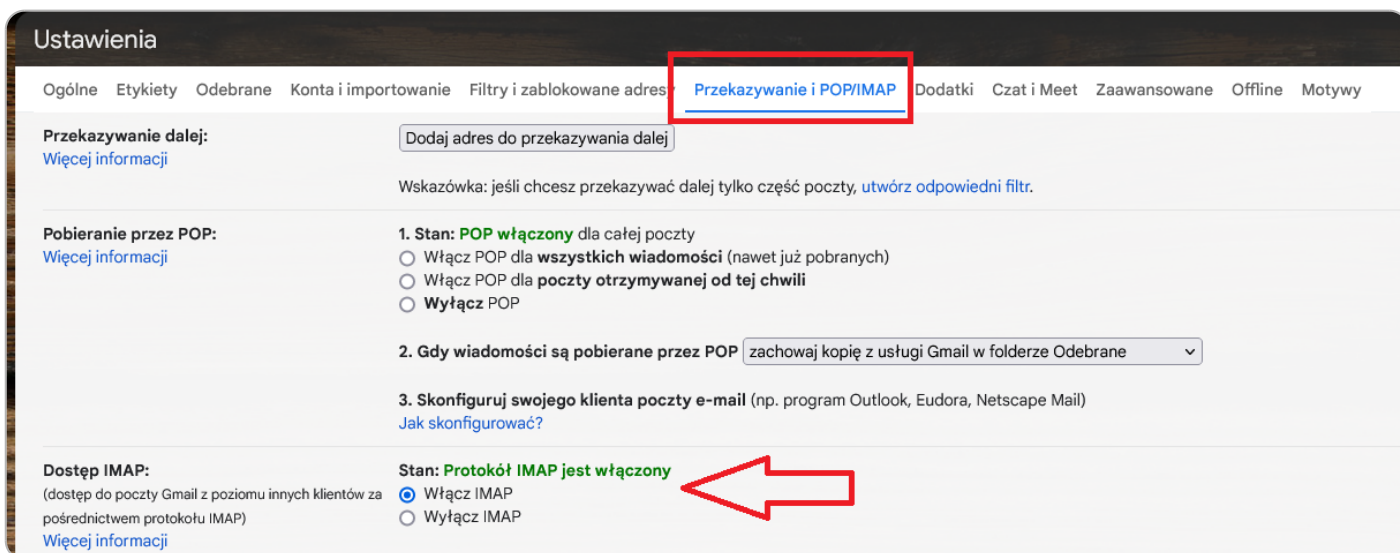 Ustawienia
Ogólne Etykiety Odebrane Konta i importowanie Filtry i zablokowane adresy Przekazywanie i POP/IMAP Dodatki Czat i Meet Zaawansowane Offline Motywy
Przekazywanie dalej:
Więcej informacji
Dodaj adres do przekazywania dalej
Wskazówka: jeśli chcesz przekazywać dalej tylko część poczty, utwórz odpowiedni filtr.
Pobieranie przez POP:
Więcej informacji
1. Stan: POP włączony dla całej poczty
Włącz POP dla wszystkich wiadomości (nawet już pobranych)
Włącz POP dla poczty otrzymywanej od tej chwili
Wyłącz POP
2. Gdy wiadomości są pobierane przez POP zachowaj kopię z usługi Gmail w folderze Odebrane
3. Skonfiguruj swojego klienta poczty e-mail (np. program Outlook, Eudora, Netscape Mail)
Jak skonfigurować?
Dostęp IMAP:
(dostęp do poczty Gmail z poziomu innych klientów za
pośrednictwem protokołu IMAP)
Więcej informacji
Stan: Protokół IMAP jest włączony
Włącz IMAP
Wyłącz IMAP